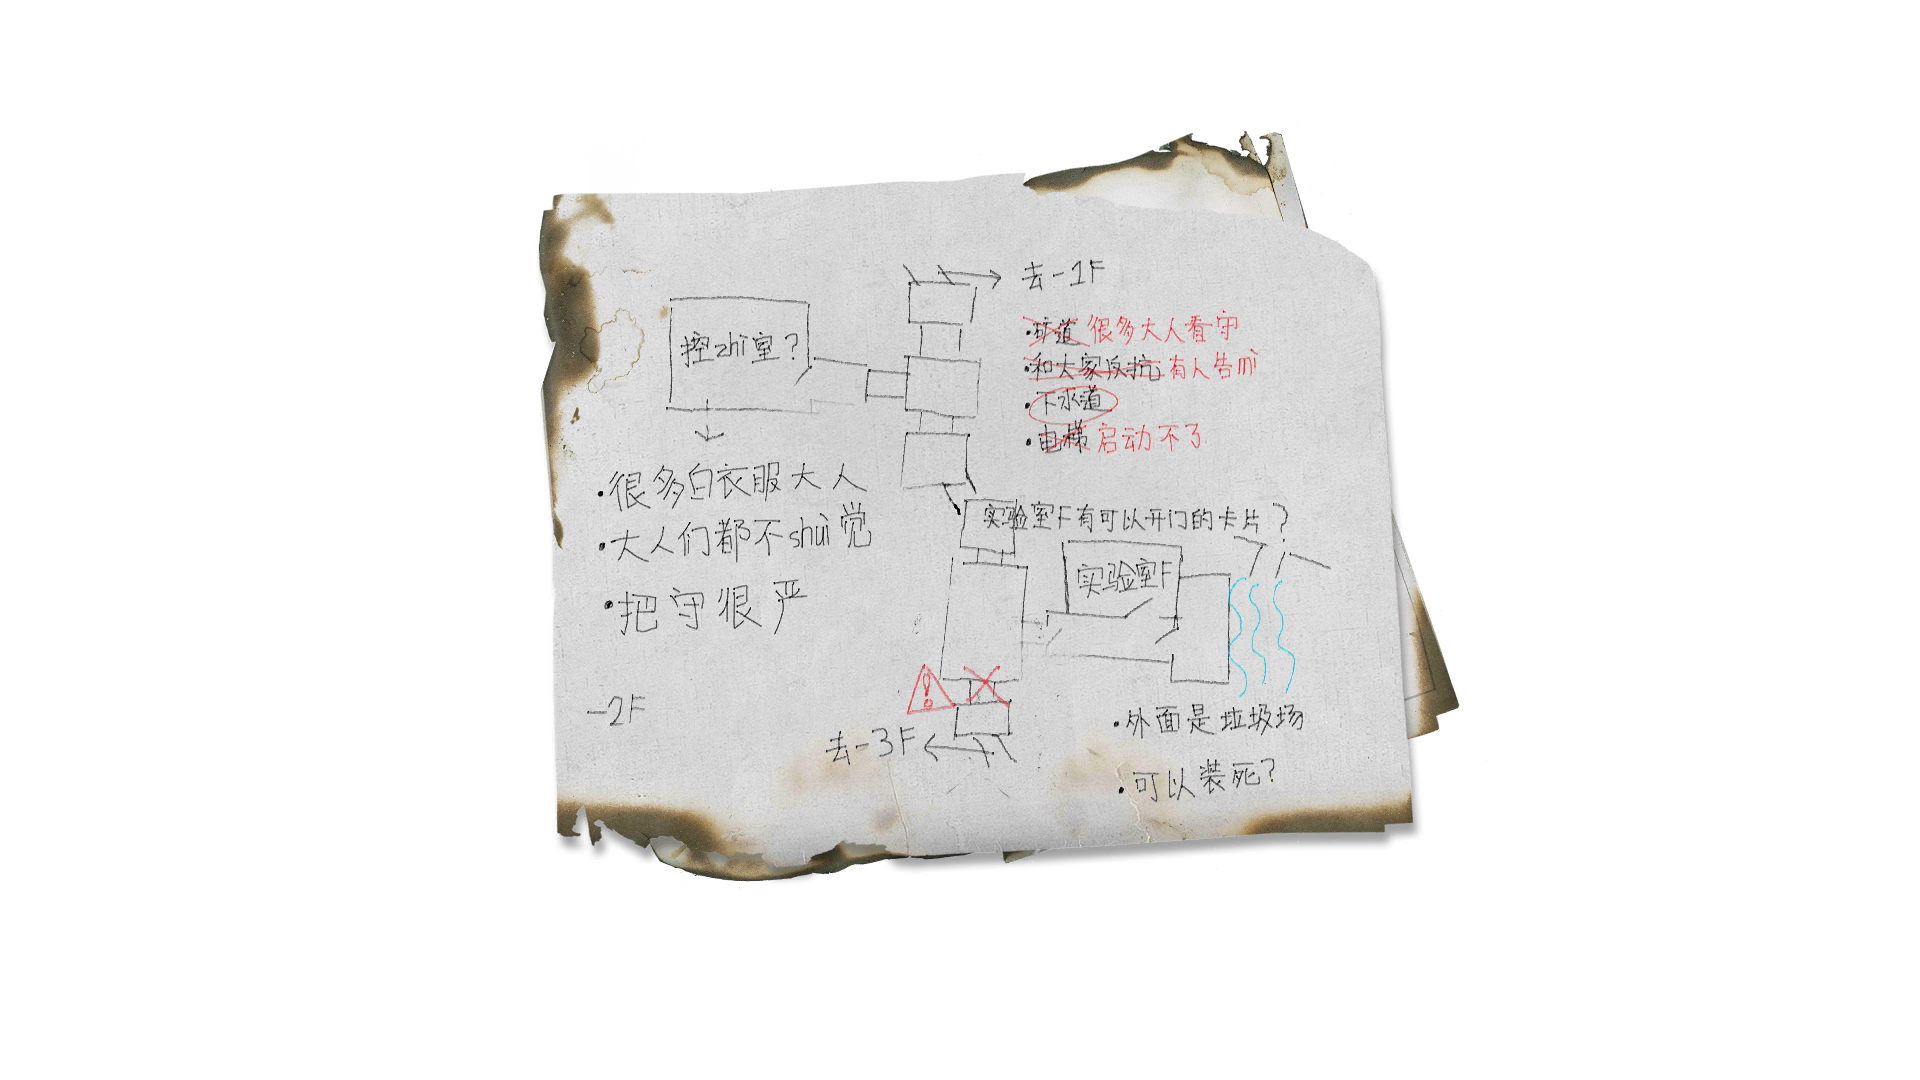 去-1F
·矿道 很多大人看守
·和大家反抗 有人告mì
·下水道
·电梯 启动不了
控zhì室?
·很多白衣服大人
·大人们都不shuì觉
·把守很严
实验室F有可以开门的卡片?
实验室F
-2F
去-3F
·外面是垃圾场
·可以装死?